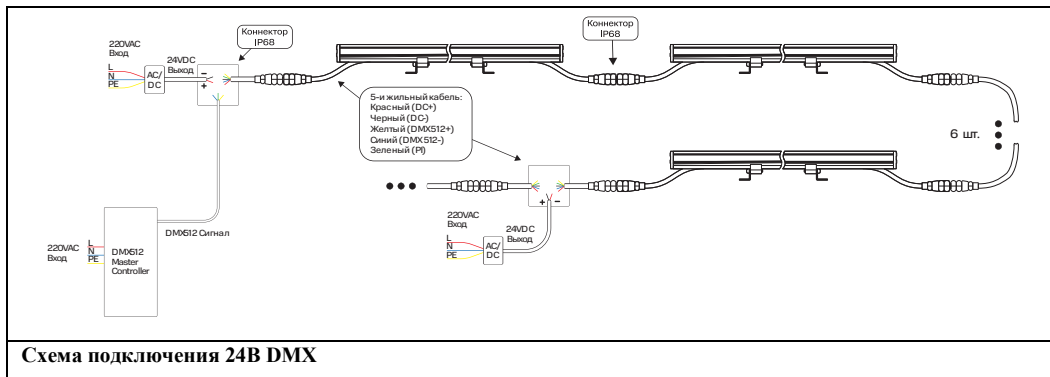 Коннектор
IP68
Коннектор
IP68
220VAC
Вход
24VDC
Выход
L
N
PE
AC/
DC
–
+
5-и жильный кабель:
Красный (DC+)
Черный (DC-)
Желтый (DMX512+)
Синий (DMX512-)
Зеленый (PI)
6 шт.
+ –
220VAC
Вход
24VDC
Выход
L
N
PE
AC/
DC
DMX512 Сигнал
220VAC
Вход
L
N
PE
DMX512
Master
Controller
Схема подключения 24В DMX